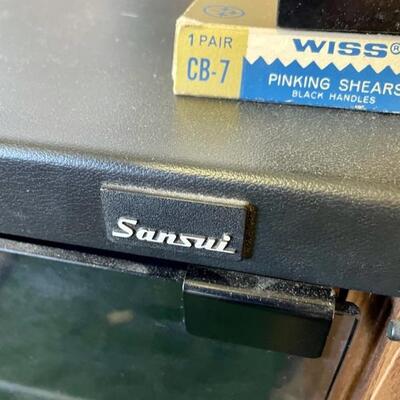 1 PAIR
CB-7
WISS®
PINKING SHEARS
BLACK HANDLES
Sansui